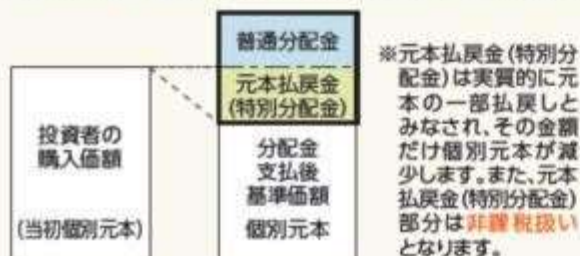 普通分配金
元本払戻金
(特別分配金)
投資者の
購入価額
(当初個別元本)
分配金
支払後
基準価額
個別元本
※元本払戻金(特別分
配金)は実質的に元
本の一部払戻しと
みなされ、その金額
だけ個別元本が減
少します。また、元本
払戻金(特別分配金)
部分は非課税扱い
となります。